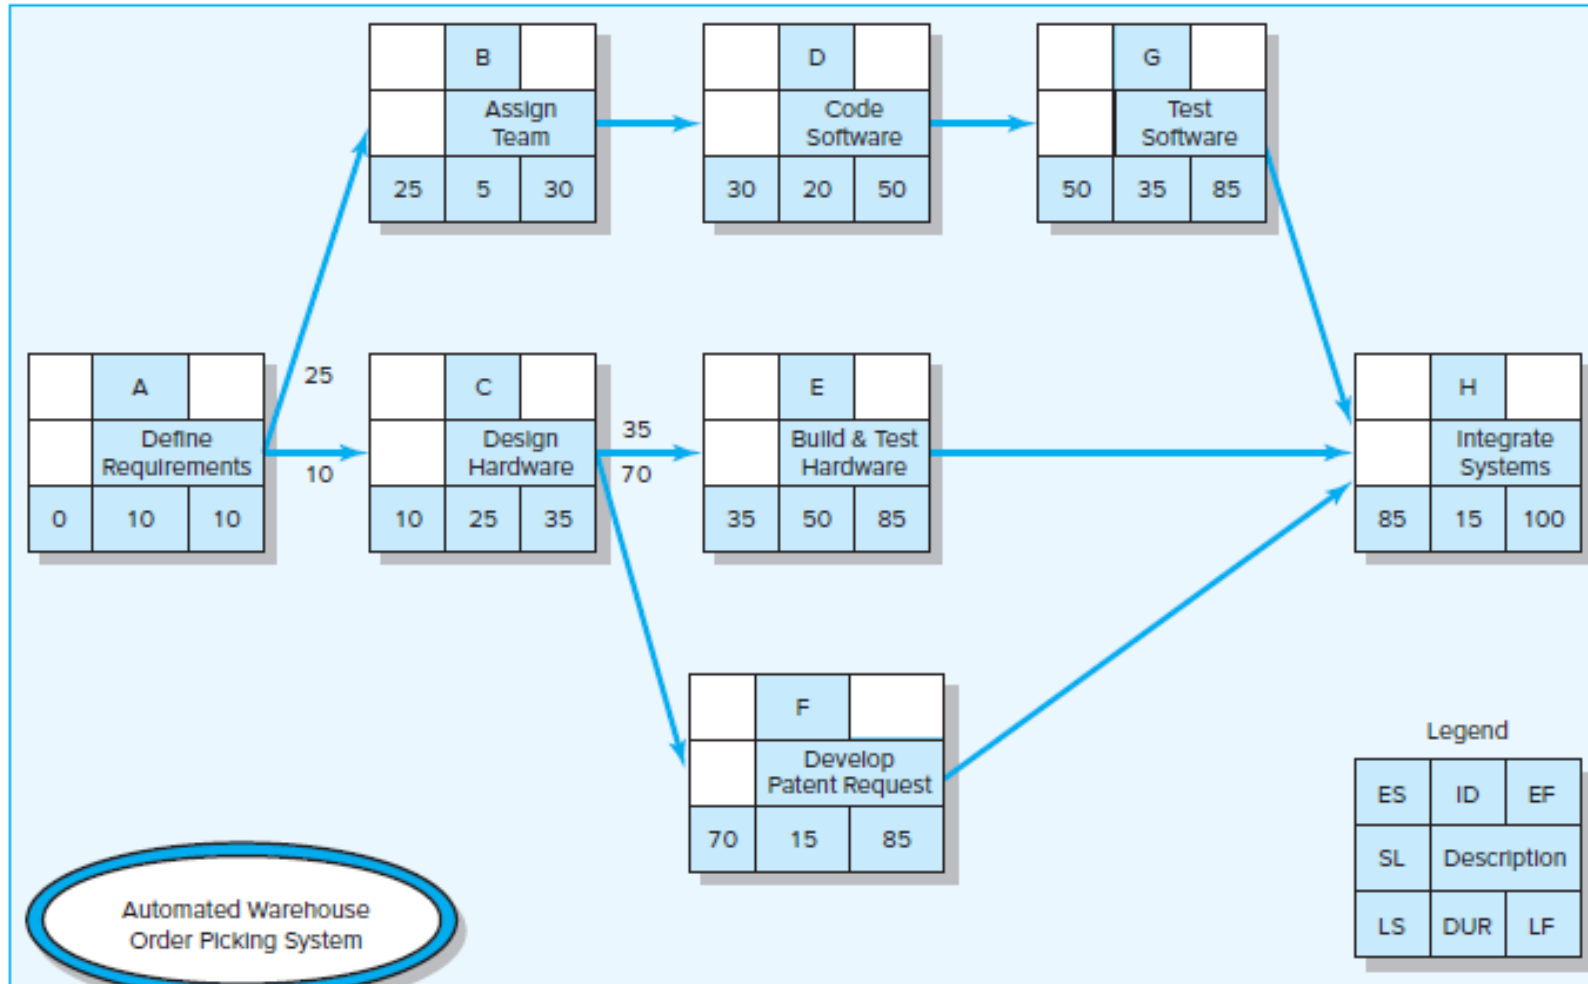 B
Assign
Team
25 5 30
D
Code
Software
30 20 50
G
Test
Software
50 35 85
A
Define
Requirements
0 10 10
25
10
C
Design
Hardware
10 25 35
35
70
E
Build & Test
Hardware
35 50 85
H
Integrate
Systems
85 15 100
F
Develop
Patent Request
70 15 85
Legend
ES ID EF
SL Description
LS DUR LF
Automated Warehouse
Order Picking System